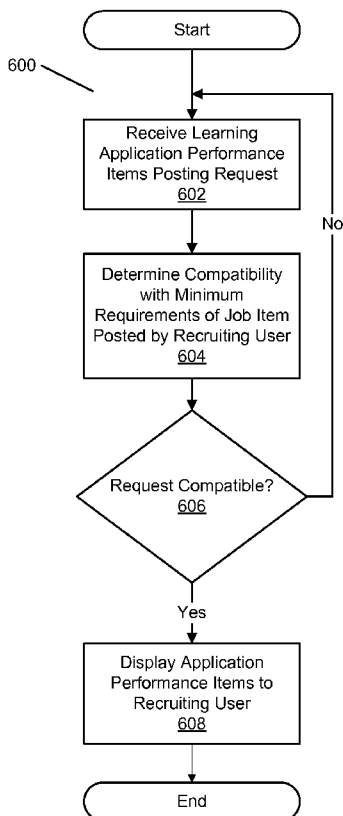 Start
600
Receive Learning
Application Performance
Items Posting Request
602
No
Determine Compatibility
with Minimum
Requirements of Job Item
Posted by Recruiting User
604
Request Compatible?
606
Yes
Display Application
Performance Items to
Recruiting User
608
End